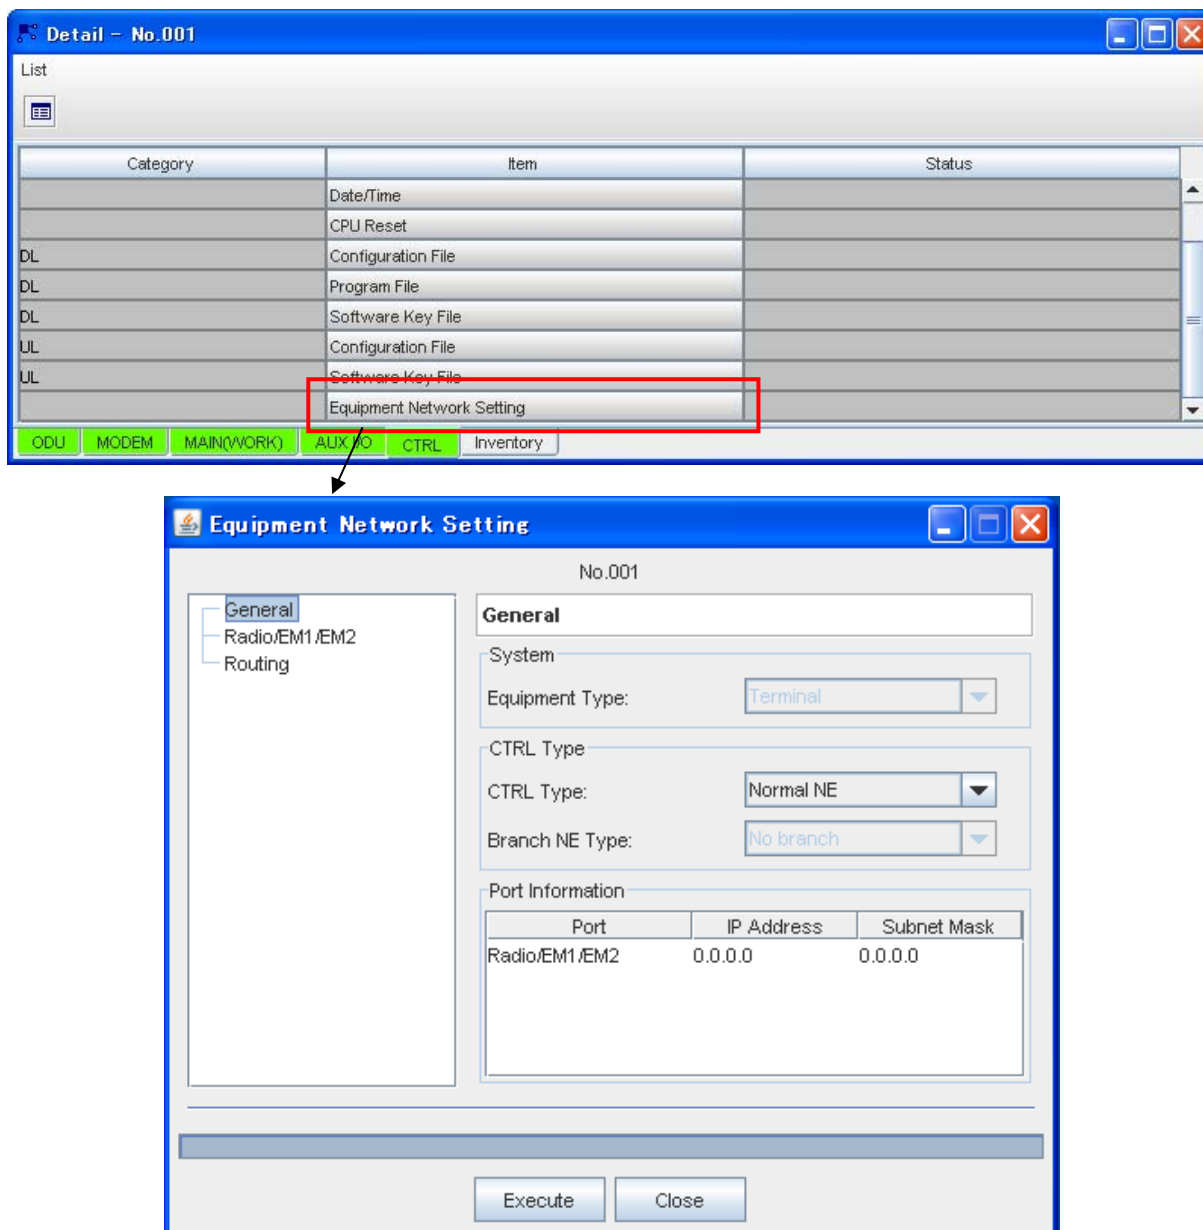 Detail - No.001
List
Category Item Status
Date/Time
CPU Reset
DL Configuration File
DL Program File
DL Software Key File
UL Configuration File
UL Software Key File
Equipment Network Setting
ODU MODEM MAIN(WORK) AUX I/O CTRL Inventory
Equipment Network Setting
No.001
General
Radio/EM1/EM2
Routing
General
System
Equipment Type: Terminal
CTRL Type
CTRL Type: Normal NE
Branch NE Type: No branch
Port Information
Port IP Address Subnet Mask
Radio/EM1/EM2 0.0.0.0 0.0.0.0
Execute Close